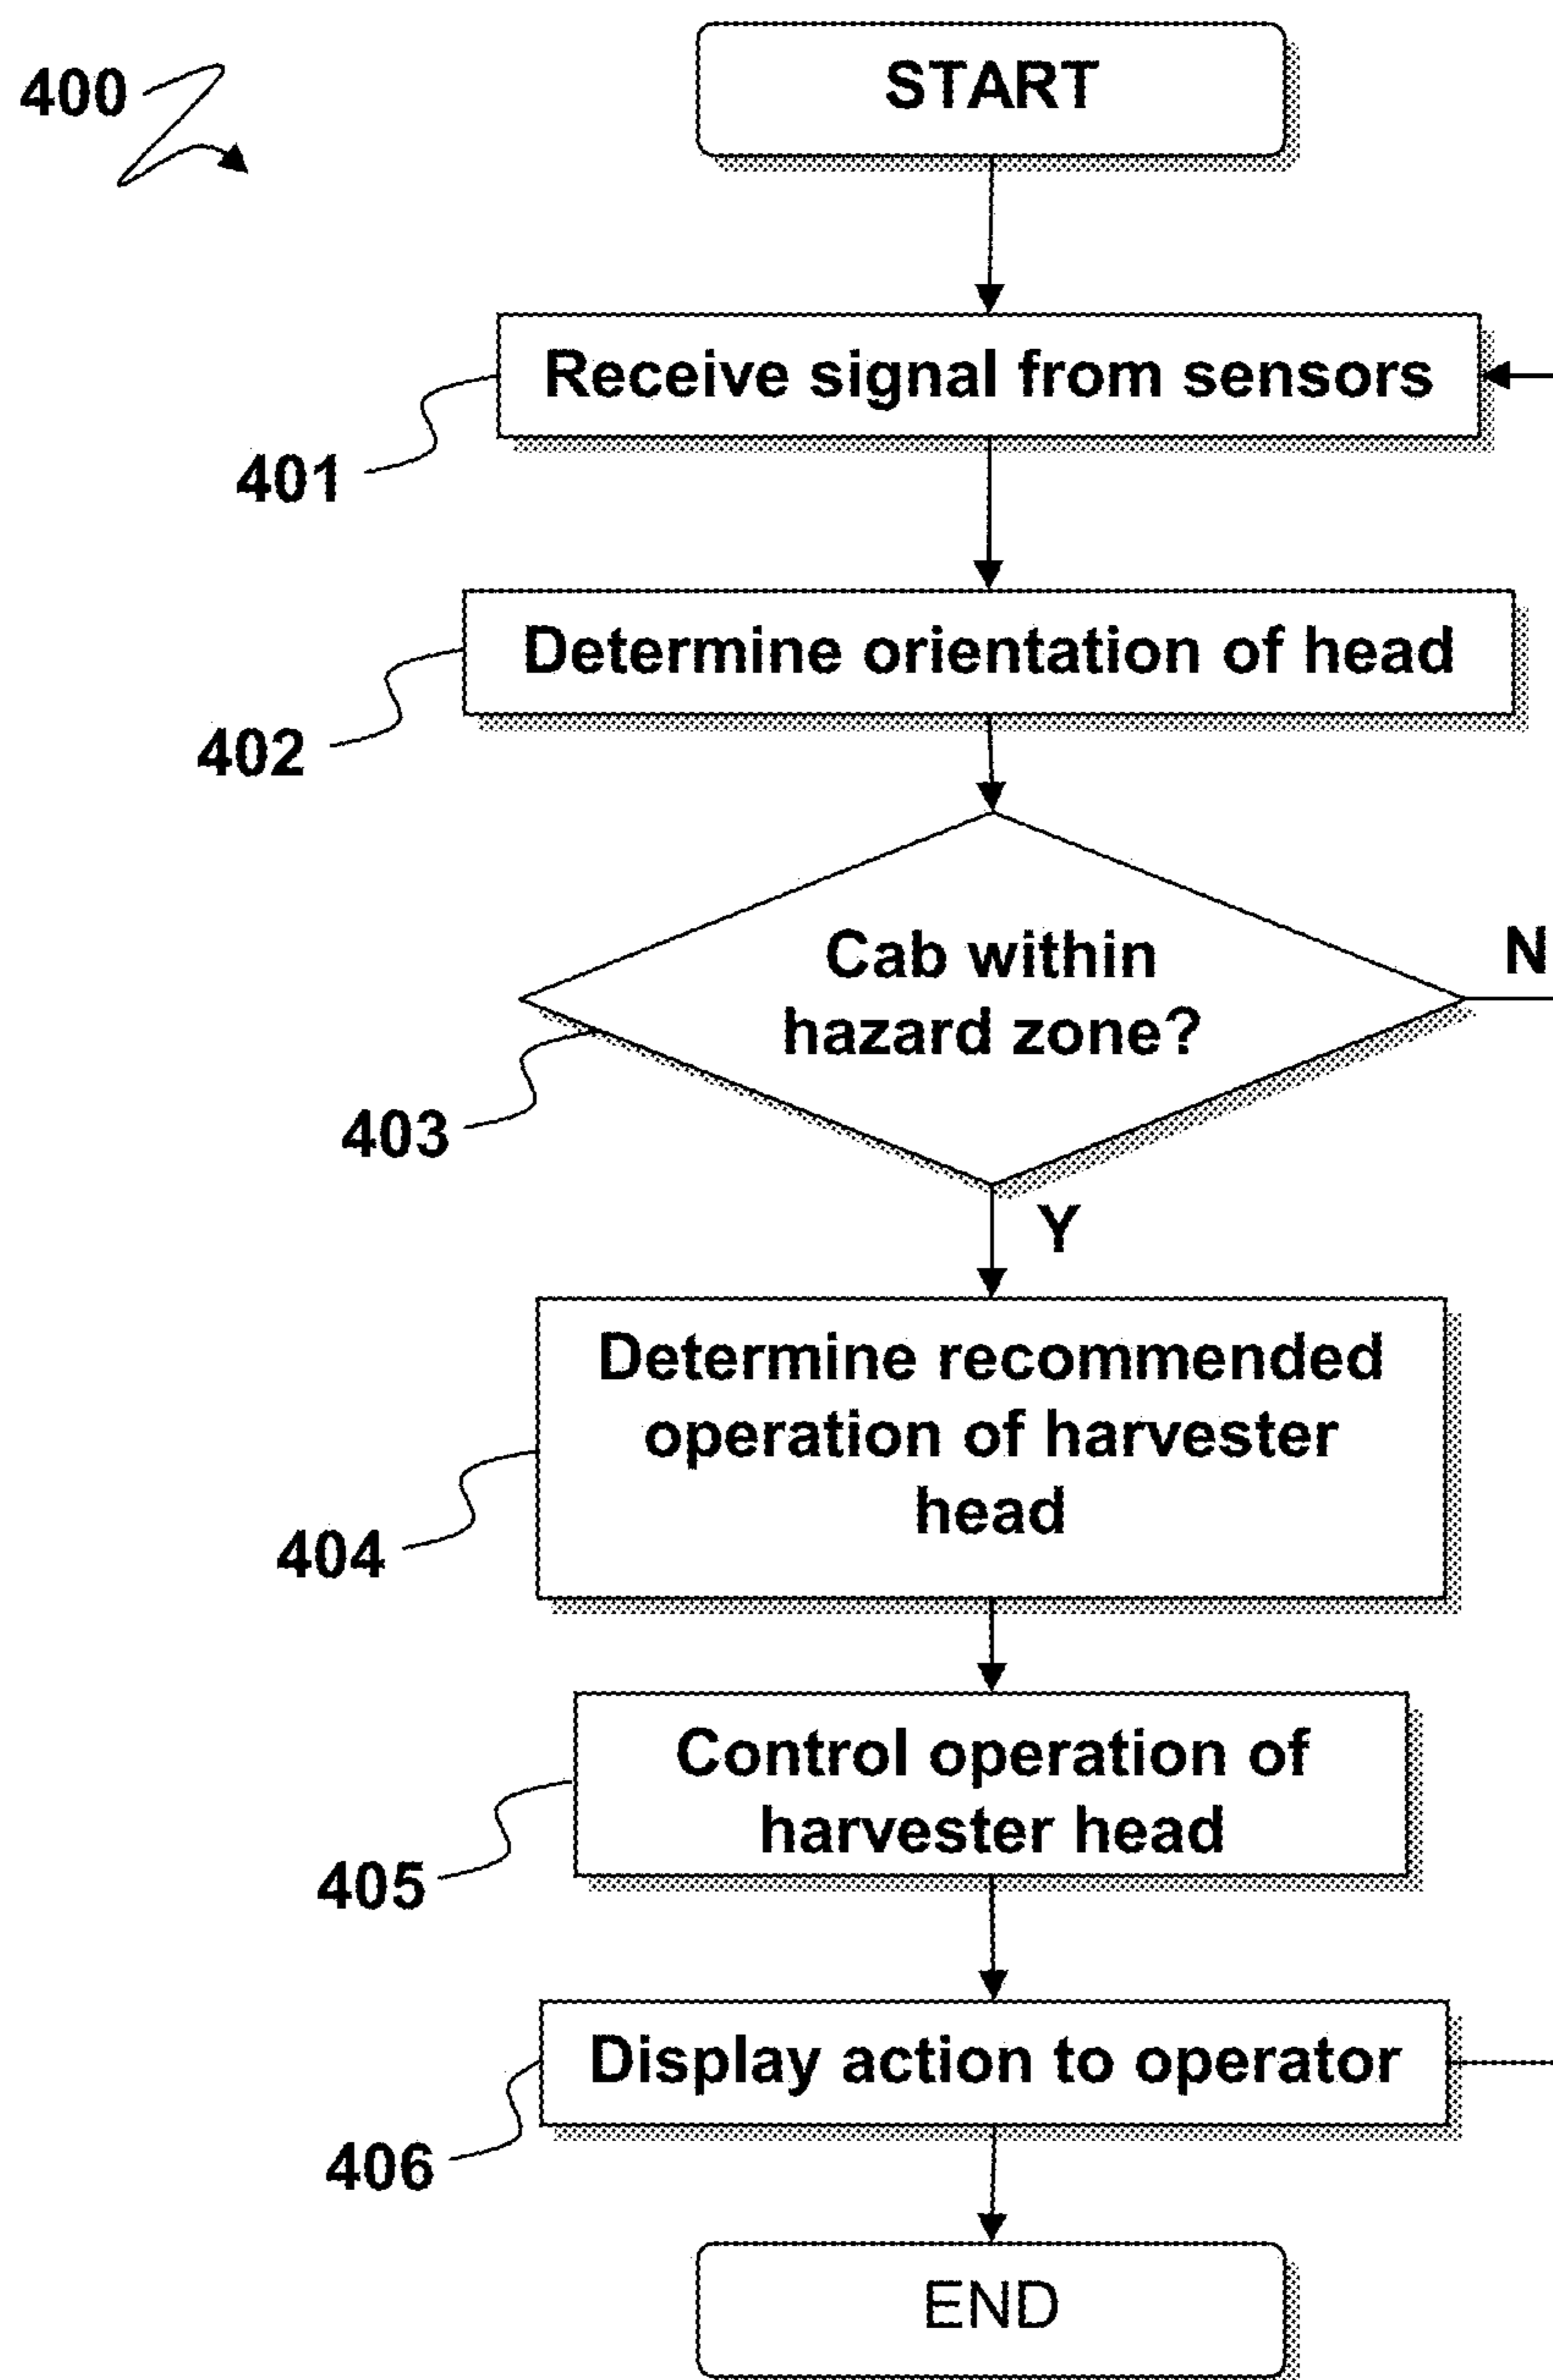 400
START
Receive signal from sensors
401
Determine orientation of head
402
Cab within
hazard zone?
N
403
Y
Determine recommended
operation of harvester
head
404
Control operation of
harvester head
405
Display action to operator
406
END